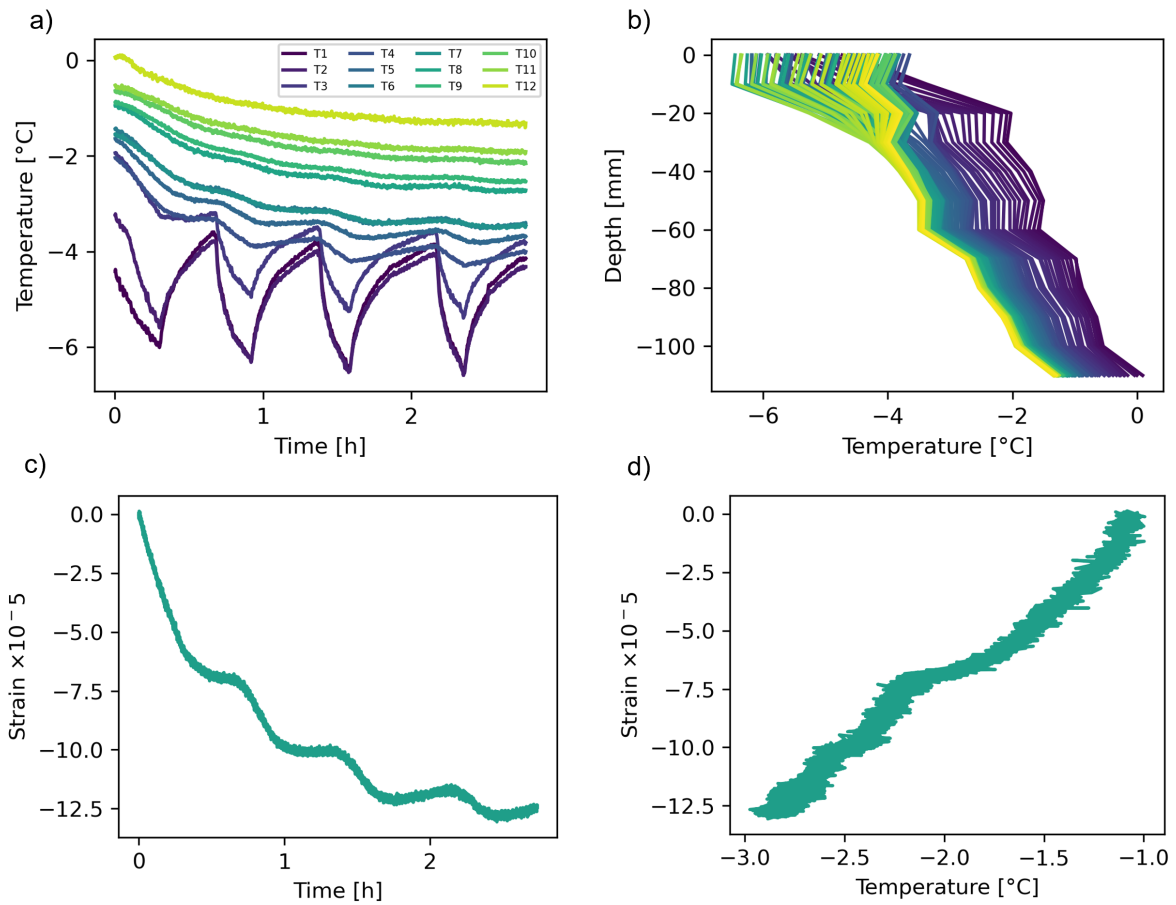 a)
0
−2
−4
−6
Temperature [°C]
T1 T4 T7 T10
T2 T5 T8 T11
T3 T6 T9 T12
0 1 2
Time [h]
b)
0
−20
−40
−60
−80
−100
Depth [mm]
−6 −4 −2 0
Temperature [°C]
c)
0.0
−2.5
−5.0
−7.5
−10.0
−12.5
Strain ×10⁻ 5
0 1 2
Time [h]
d)
0.0
−2.5
−5.0
−7.5
−10.0
−12.5
Strain ×10⁻ 5
−3.0 −2.5 −2.0 −1.5 −1.0
Temperature [°C]